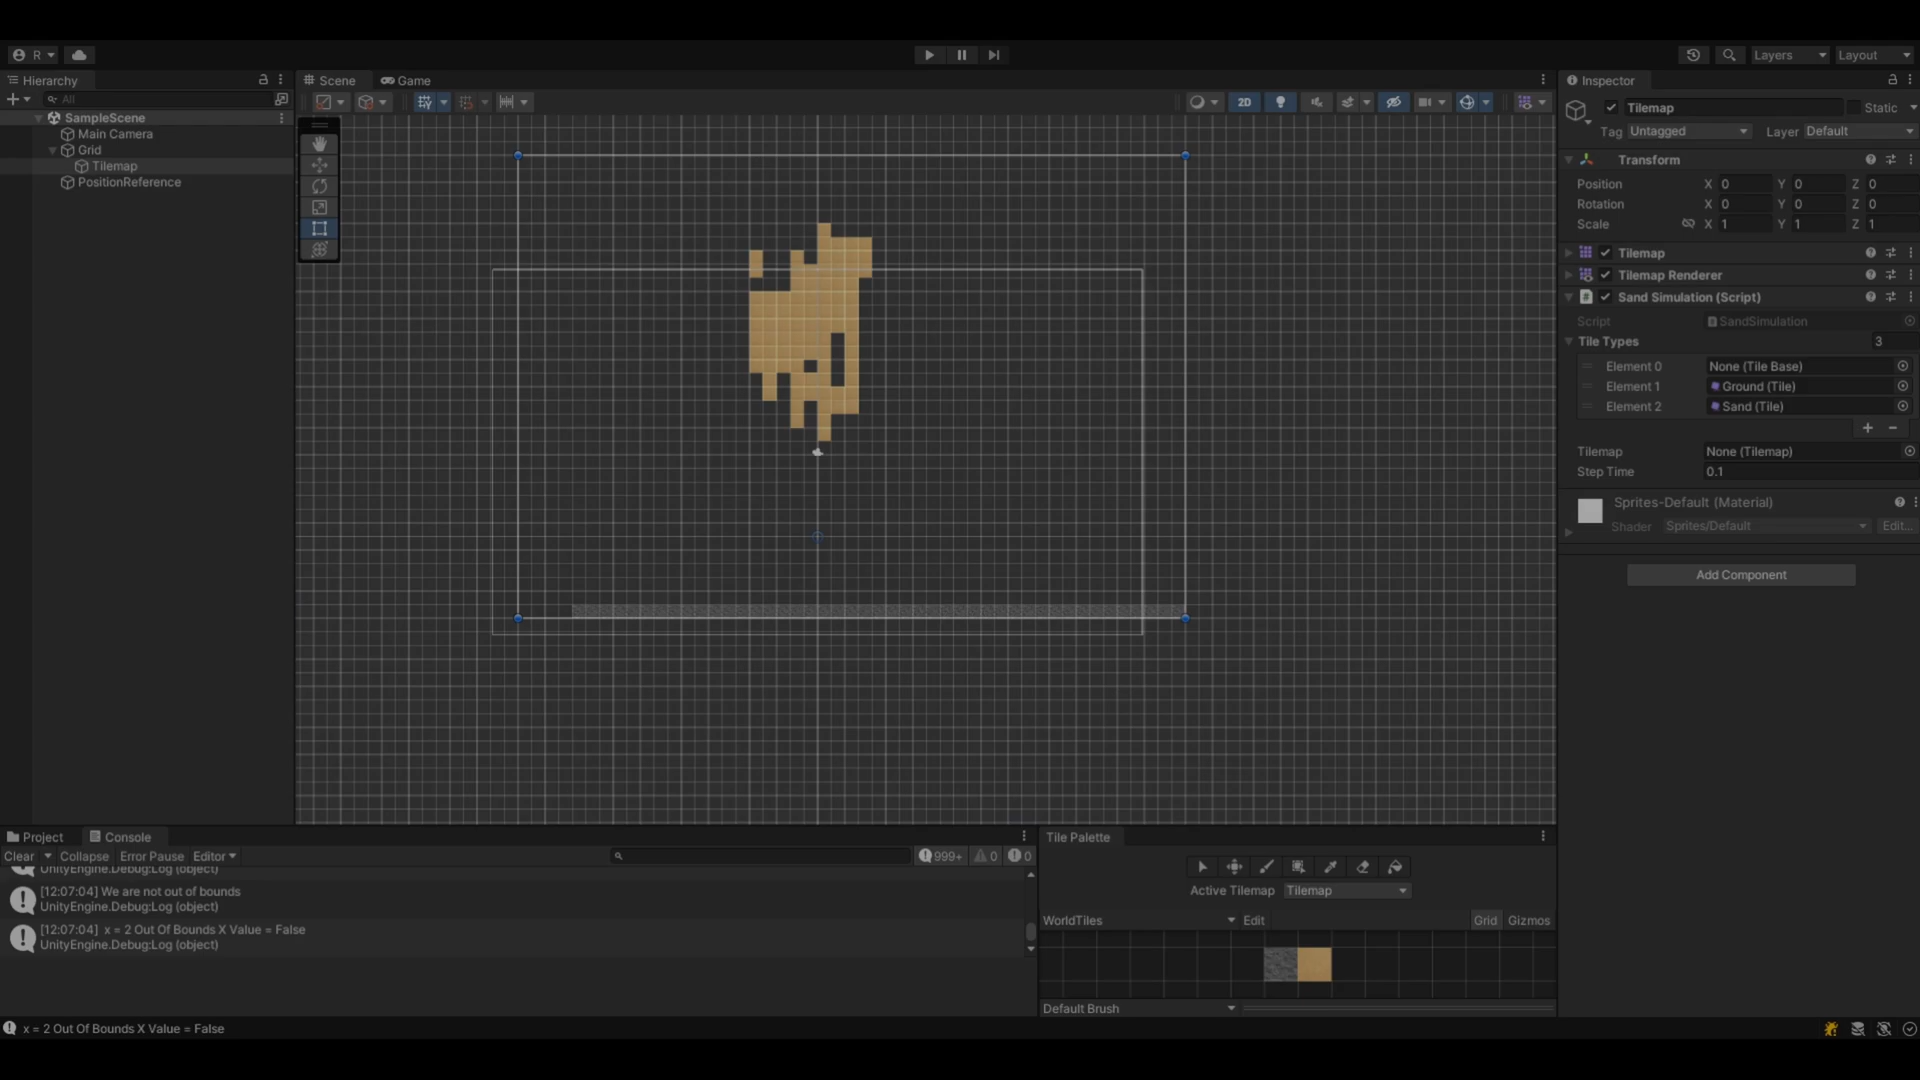 R
Layers
Layout
Hierarchy
All
SampleScene
Main Camera
Grid
Tilemap
PositionReference
Scene
Game
2D
Inspector
Tilemap
Static
Tag Untagged
Layer Default
Transform
Position X 0 Y 0 Z 0
Rotation X 0 Y 0 Z 0
Scale X 1 Y 1 Z 1
Tilemap
Tilemap Renderer
Sand Simulation (Script)
Script SandSimulation
Tile Types 3
Element 0 None (Tile Base)
Element 1 Ground (Tile)
Element 2 Sand (Tile)
Tilemap None (Tilemap)
Step Time 0.1
Sprites-Default (Material)
Shader Sprites/Default Edit...
Add Component
Project
Console
Clear Collapse Error Pause Editor
999+ 0 0
UnityEngine.Debug:Log (object)
[12:07:04] We are not out of bounds
UnityEngine.Debug:Log (object)
[12:07:04] x = 2 Out Of Bounds X Value = False
UnityEngine.Debug:Log (object)
Tile Palette
Active Tilemap Tilemap
WorldTiles Edit Grid Gizmos
Default Brush
x = 2 Out Of Bounds X Value = False